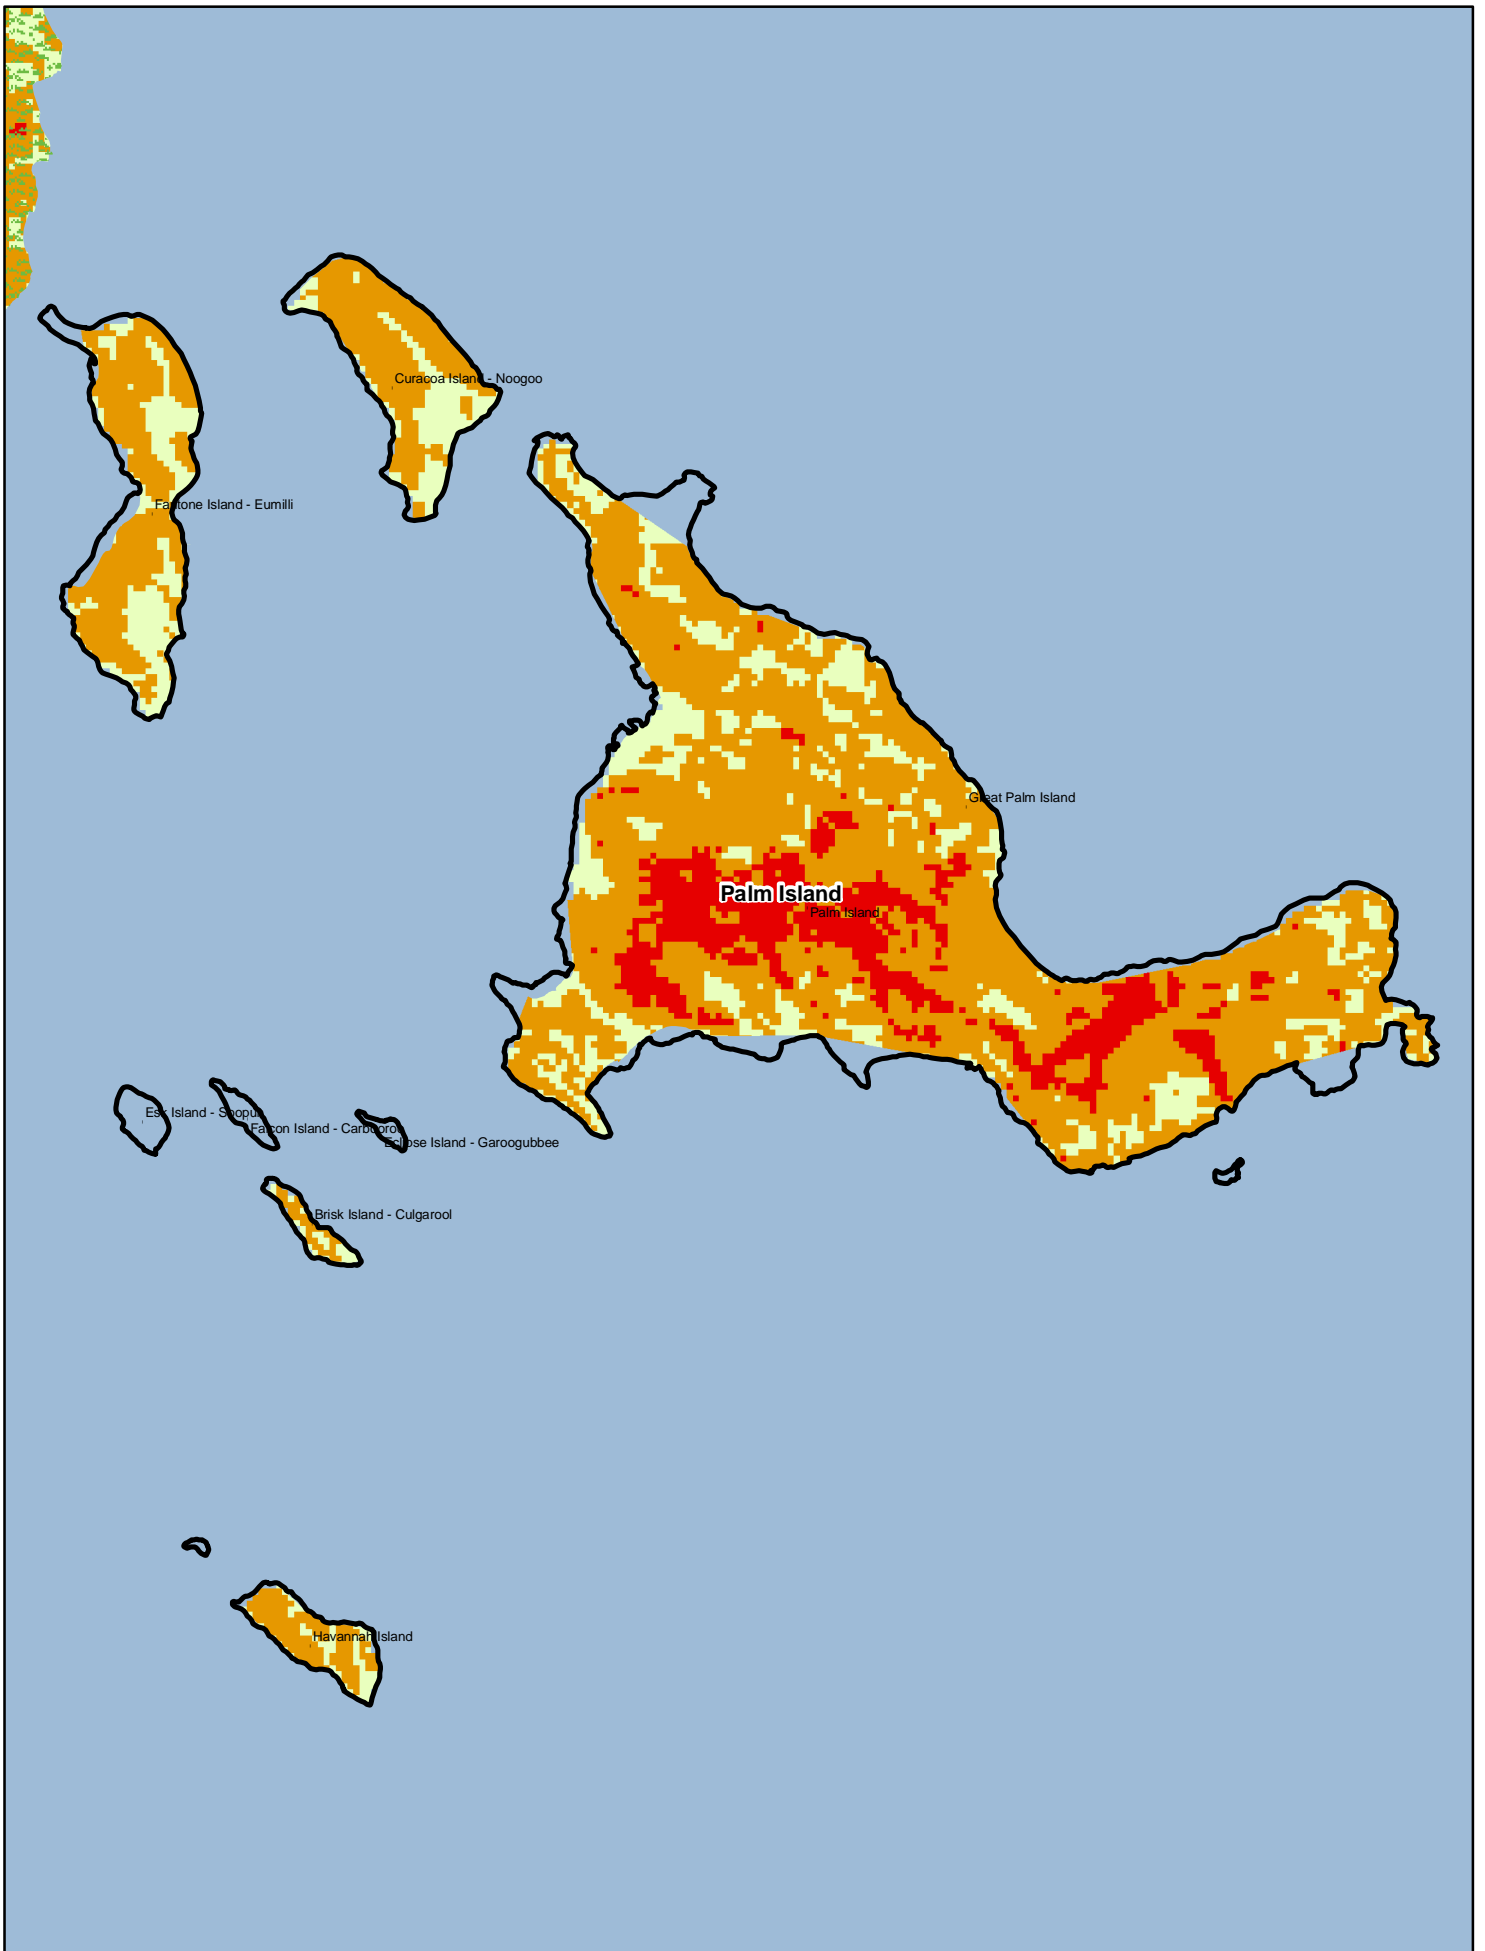 Curacoa Island - Noogoo
Fantone Island - Eumilli
Great Palm Island
Palm Island
Palm Island
Esk Island - Soopun
Falcon Island - Carbooroo
Eclipse Island - Garoogubbee
Brisk Island - Culgarool
Havannah Island